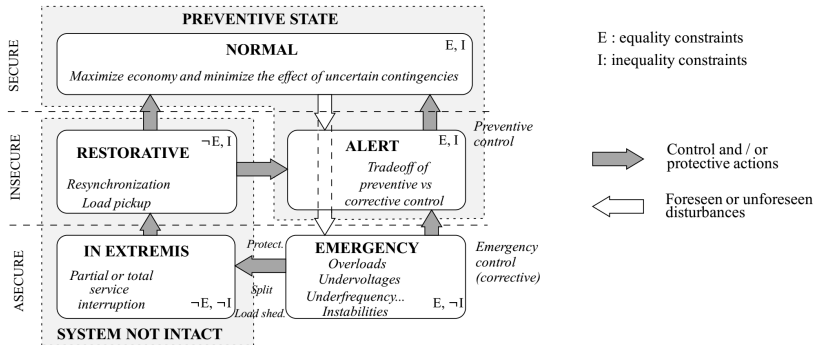 PREVENTIVE STATE
NORMAL
E, I
Maximize economy and minimize the effect of uncertain contingencies
SECURE
E : equality constraints
I: inequality constraints
RESTORATIVE
¬E, I
Resynchronization
Load pickup
ALERT
E, I
Tradeoff of
preventive vs
corrective control
Preventive
control
INSECURE
Control and / or
protective actions
Foreseen or unforeseen
disturbances
IN EXTREMIS
Partial or total
service
interruption
¬E, ¬I
Protect.
Split
Load shed.
EMERGENCY
Overloads
Undervoltages
Underfrequency...
Instabilities
E, ¬I
Emergency
control
(corrective)
ASECURE
SYSTEM NOT INTACT